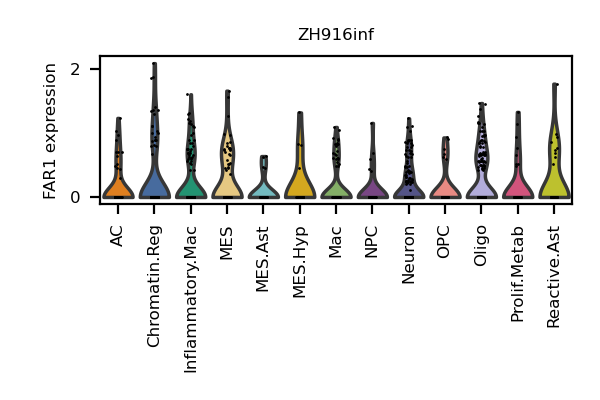 ZH916inf
FAR1 expression
2
0
AC
Chromatin.Reg
Inflammatory.Mac
MES
MES.Ast
MES.Hyp
Mac
NPC
Neuron
OPC
Oligo
Prolif.Metab
Reactive.Ast